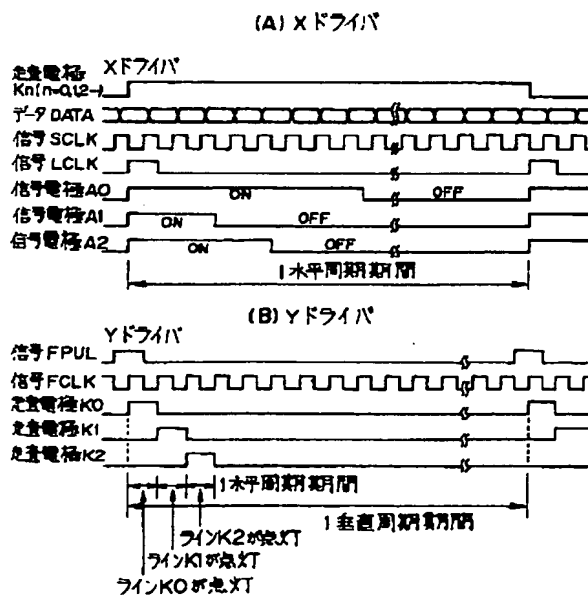 (A) Xドライバ
Xドライバ
走査電極
Kn(n=0,1,2~)
データ DATA
信号 SCLK
信号 LCLK
信号電極A0
ON
OFF
信号電極A1
ON
OFF
信号電極A2
ON
OFF
1水平周期期間
(B) Yドライバ
Yドライバ
信号 FPUL
信号 FCLK
走査電極K0
走査電極K1
走査電極K2
1水平周期期間
1垂直周期期間
ラインK2が点灯
ラインK1が点灯
ラインK0が点灯